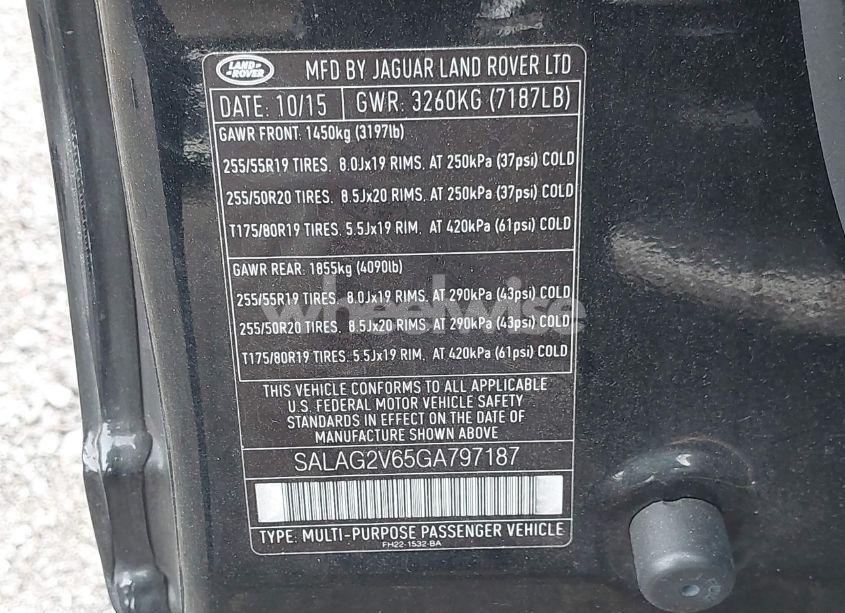 LAND ROVER
MFD BY JAGUAR LAND ROVER LTD
DATE: 10/15 GWR: 3260KG (7187LB)
GAWR FRONT: 1450kg (3197lb)
255/55R19 TIRES. 8.0Jx19 RIMS. AT 250kPa (37psi) COLD
255/50R20 TIRES. 8.5Jx20 RIMS. AT 250kPa (37psi) COLD
T175/80R19 TIRES. 5.5Jx19 RIM. AT 420kPa (61psi) COLD
GAWR REAR: 1855kg (4090lb)
255/55R19 TIRES. 8.0Jx19 RIMS. AT 290kPa (43psi) COLD
wheelwise
255/50R20 TIRES. 8.5Jx20 RIMS. AT 290kPa (43psi) COLD
T175/80R19 TIRES. 5.5Jx19 RIM. AT 420kPa (61psi) COLD
THIS VEHICLE CONFORMS TO ALL APPLICABLE
U.S. FEDERAL MOTOR VEHICLE SAFETY
STANDARDS IN EFFECT ON THE DATE OF
MANUFACTURE SHOWN ABOVE
SALAG2V65GA797187
TYPE: MULTI-PURPOSE PASSENGER VEHICLE
FH22-1532-BA